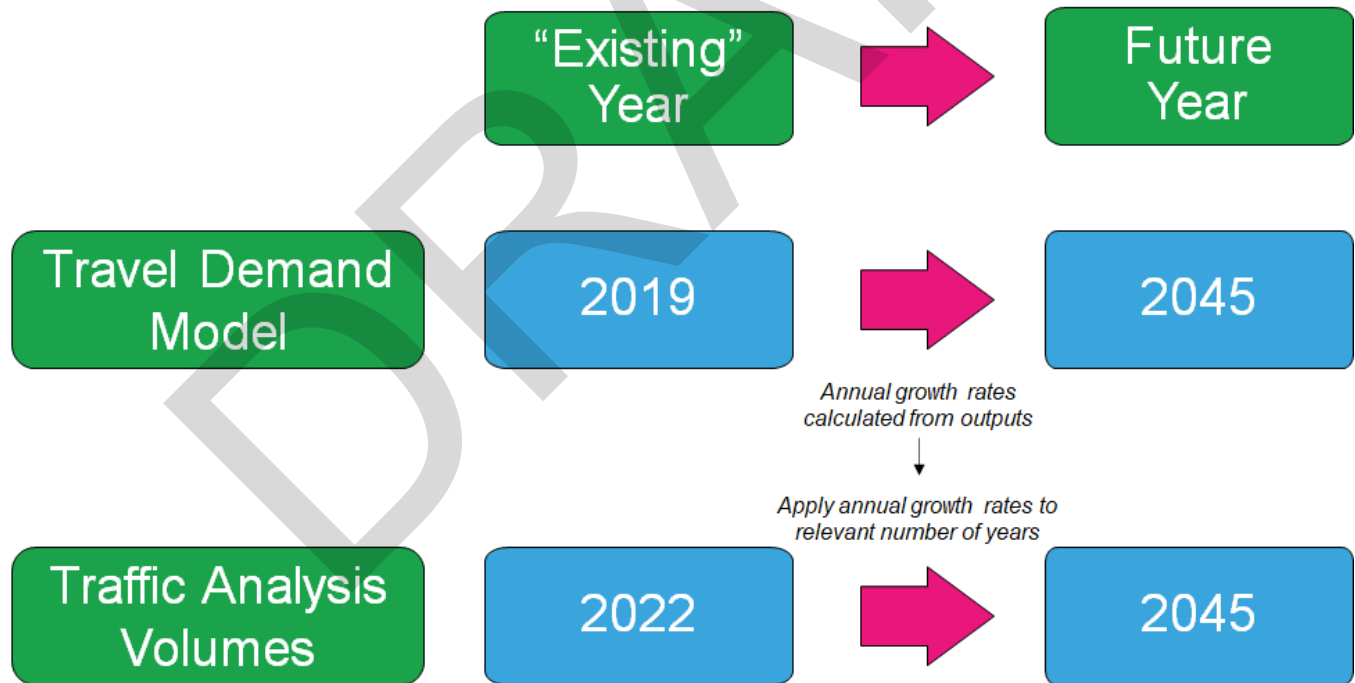 “Existing”
Year
Future
Year
Travel Demand
Model
2019
2045
Annual growth rates
calculated from outputs
Apply annual growth rates to
relevant number of years
Traffic Analysis
Volumes
2022
2045
DRA